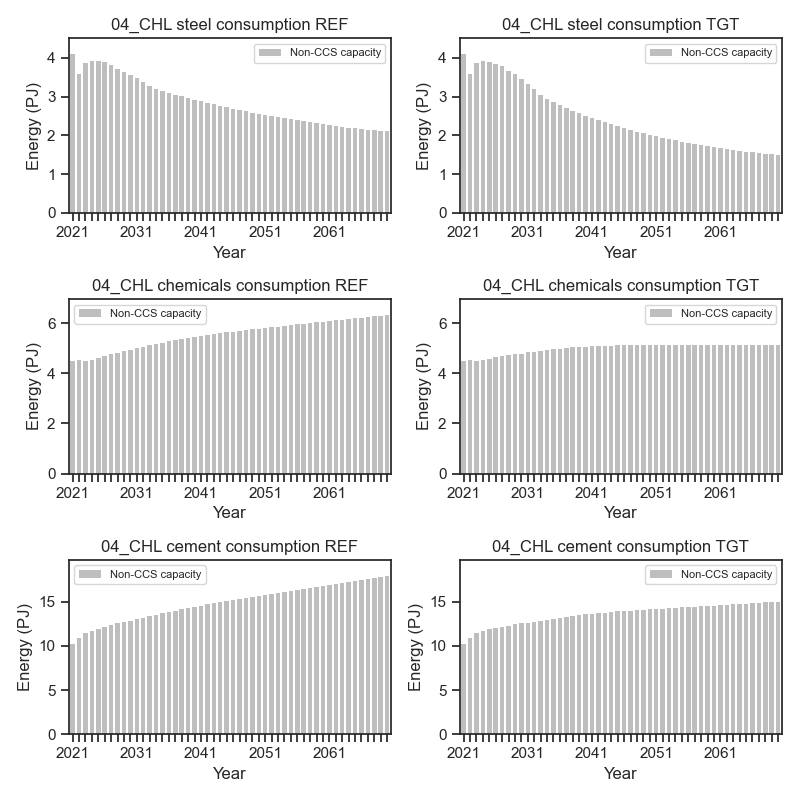 04_CHL steel consumption REF
Non-CCS capacity
4
3
2
1
0
Energy (PJ)
2021 2031 2041 2051 2061
Year
04_CHL steel consumption TGT
Non-CCS capacity
4
3
2
1
0
Energy (PJ)
2021 2031 2041 2051 2061
Year
04_CHL chemicals consumption REF
Non-CCS capacity
6
4
2
0
Energy (PJ)
2021 2031 2041 2051 2061
Year
04_CHL chemicals consumption TGT
Non-CCS capacity
6
4
2
0
Energy (PJ)
2021 2031 2041 2051 2061
Year
04_CHL cement consumption REF
Non-CCS capacity
15
10
5
0
Energy (PJ)
2021 2031 2041 2051 2061
Year
04_CHL cement consumption TGT
Non-CCS capacity
15
10
5
0
Energy (PJ)
2021 2031 2041 2051 2061
Year